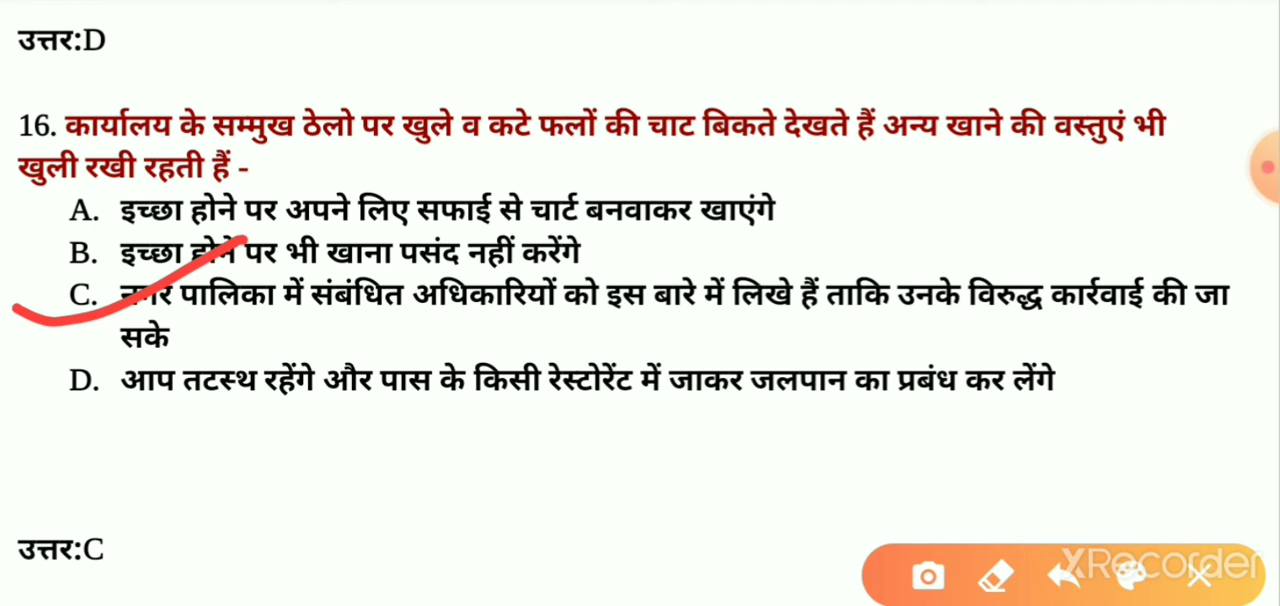 उत्तर:D
16. कार्यालय के सम्मुख ठेलो पर खुले व कटे फलों की चाट बिकते देखते हैं अन्य खाने की वस्तुएं भी
खुली रखी रहती हैं -
A. इच्छा होने पर अपने लिए सफाई से चार्ट बनवाकर खाएंगे
B. इच्छा होने पर भी खाना पसंद नहीं करेंगे
C. नगर पालिका में संबंधित अधिकारियों को इस बारे में लिखे हैं ताकि उनके विरुद्ध कार्रवाई की जा
सके
D. आप तटस्थ रहेंगे और पास के किसी रेस्टोरेंट में जाकर जलपान का प्रबंध कर लेंगे
उत्तर:C
XRecorder